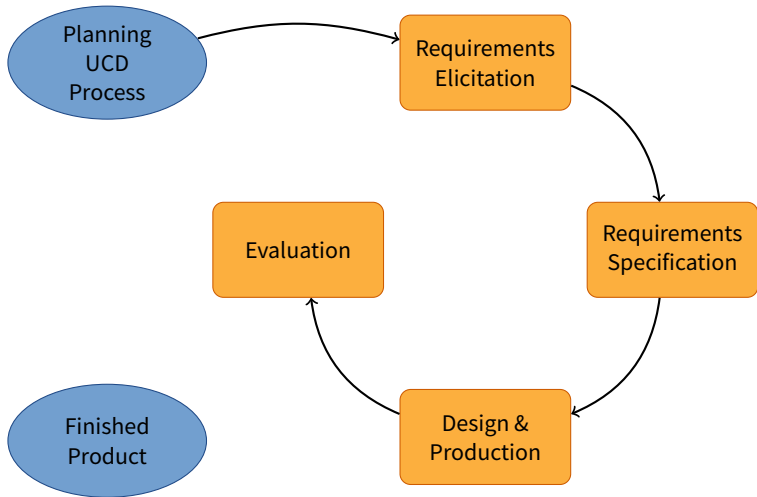 Planning
UCD
Process
Requirements
Elicitation
Evaluation
Requirements
Specification
Finished
Product
Design &
Production